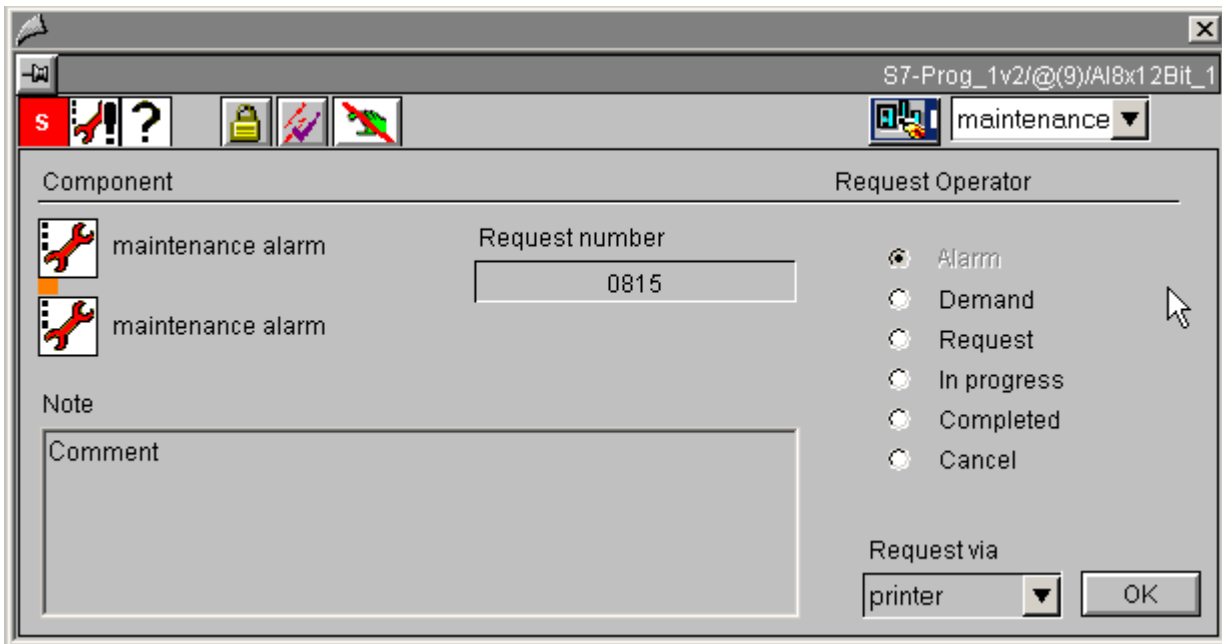 S7-Prog_1v2/@(9)/AI8x12Bit_1
S
?
maintenance
Component
Request Operator
maintenance alarm
Request number
0815
maintenance alarm
Alarm
Demand
Request
In progress
Completed
Cancel
Note
Comment
Request via
printer
OK